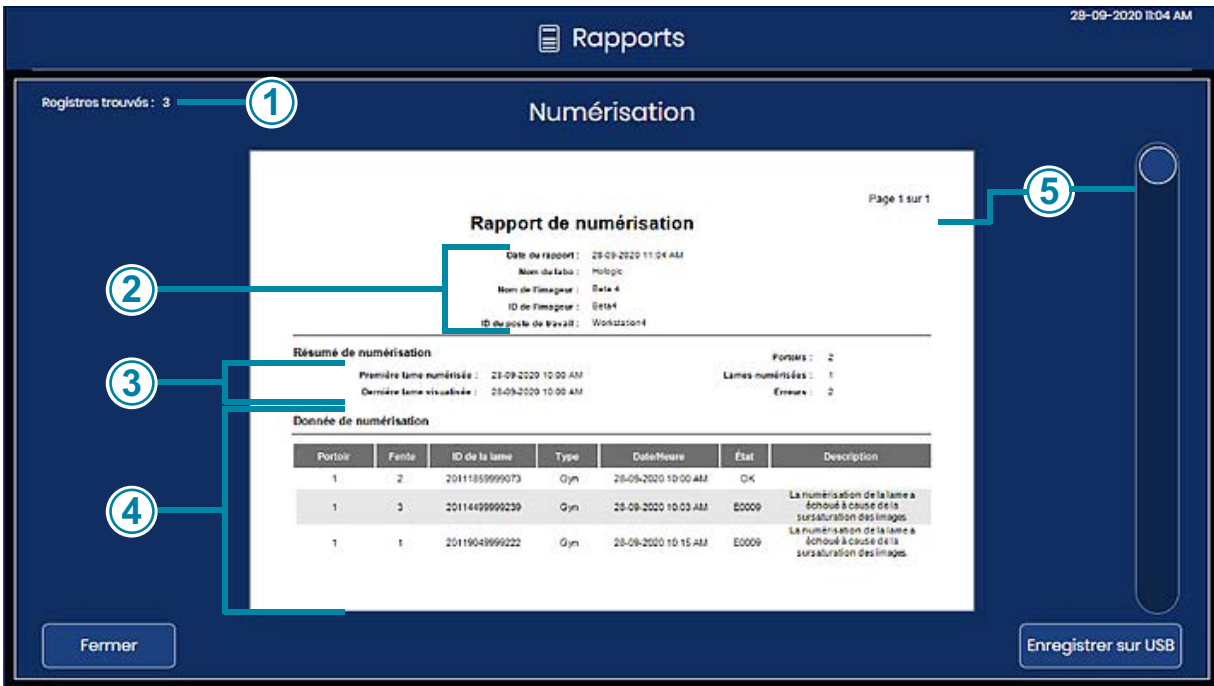 28-09-2020 11:04 AM
Rapports
Registres trouvés : 3
1
Numérisation
5
Page 1 sur 1
Rapport de numérisation
2
Date du rapport : 28-09-2020 11:04 AM
Nom du labo : Hologic
Nom de l'imageur : Beta 4
ID de l'imageur : Beta4
ID du poste de travail : Workstation4
3
Résumé de numérisation
Portoirs : 2
Première lame numérisée : 28-09-2020 10:00 AM
Lames numérisées : 1
Dernière lame visualisée : 28-09-2020 10:00 AM
Erreurs : 2
4
Donnée de numérisation
Portoir Fente ID de la lame Type Date/Heure État Description
1 2 20111859999073 Gyn 28-09-2020 10:00 AM OK
1 3 20114499999239 Gyn 28-09-2020 10:03 AM E0009 La numérisation de la lame a
échoué à cause de la
sursaturation des images.
1 1 20119049999222 Gyn 28-09-2020 10:15 AM E0009 La numérisation de la lame a
échoué à cause de la
sursaturation des images.
Fermer
Enregistrer sur USB